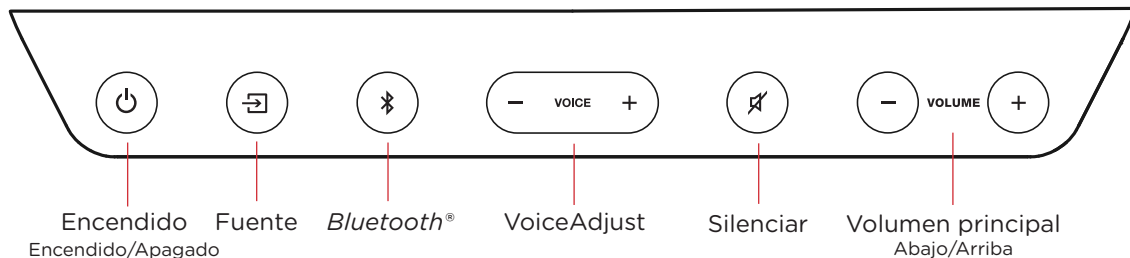 − VOICE +
− VOLUME +
Encendido
Encendido/Apagado
Fuente
Bluetooth®
VoiceAdjust
Silenciar
Volumen principal
Abajo/Arriba